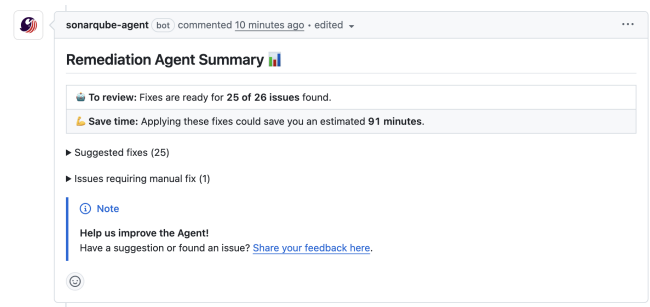 sonarqube-agent bot commented 10 minutes ago • edited
Remediation Agent Summary
To review: Fixes are ready for 25 of 26 issues found.
Save time: Applying these fixes could save you an estimated 91 minutes.
Suggested fixes (25)
Issues requiring manual fix (1)
Note
Help us improve the Agent!
Have a suggestion or found an issue? Share your feedback here.